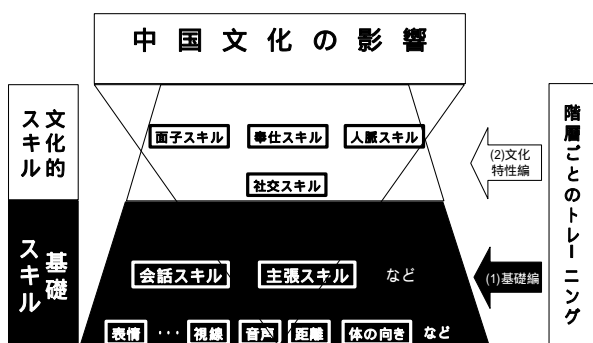 中国文化の影響
文化的
スキル
面子スキル 奉仕スキル 人脈スキル
社交スキル
(2)文化
特性編
階層ごとのトレーニング
基礎
スキル
会話スキル 主張スキル など
(1)基礎編
表情 ・・・ 視線 音声 距離 体の向き など